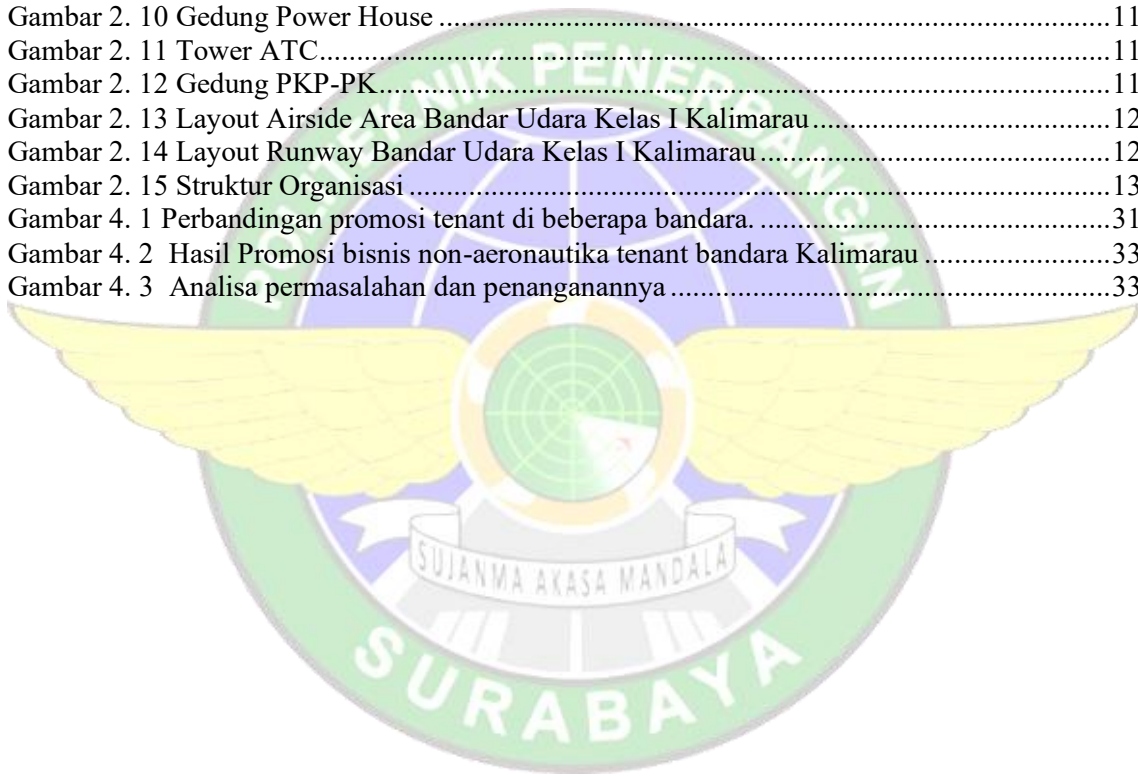 Gambar 2. 10 Gedung Power House ........................................................................................................ 11
Gambar 2. 11 Tower ATC........................................................................................................................ 11
Gambar 2. 12 Gedung PKP-PK................................................................................................................ 11
Gambar 2. 13 Layout Airside Area Bandar Udara Kelas I Kalimarau ................................................ 12
Gambar 2. 14 Layout Runway Bandar Udara Kelas I Kalimarau ....................................................... 12
Gambar 2. 15 Struktur Organisasi ............................................................................................................ 13
Gambar 4. 1 Perbandingan promosi tenant di beberapa bandara. ........................................................ 31
Gambar 4. 2 Hasil Promosi bisnis non-aeronautika tenant bandara Kalimarau .............................. 33
Gambar 4. 3 Analisa permasalahan dan penanganannya ..................................................................... 33
POLITEKNIK PENERBANGAN
SUJANMA AKASA MANDALA
SURABAYA